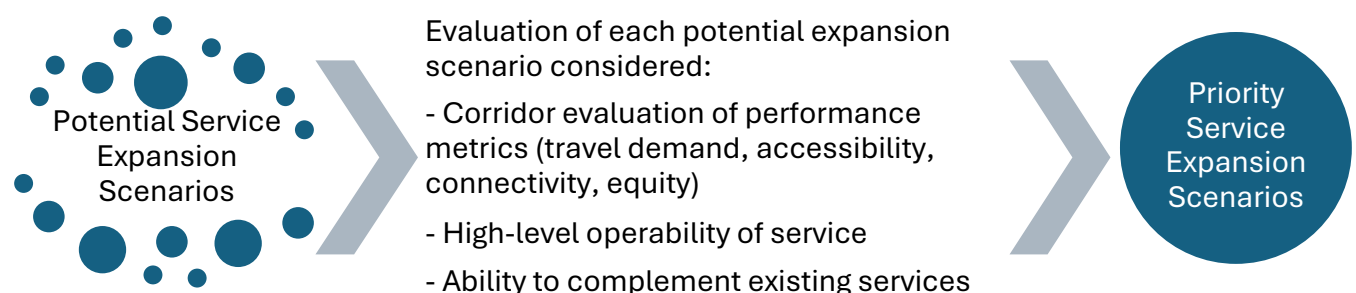 Potential Service
Expansion
Scenarios
Evaluation of each potential expansion
scenario considered:
- Corridor evaluation of performance
metrics (travel demand, accessibility,
connectivity, equity)
- High-level operability of service
- Ability to complement existing services
Priority
Service
Expansion
Scenarios